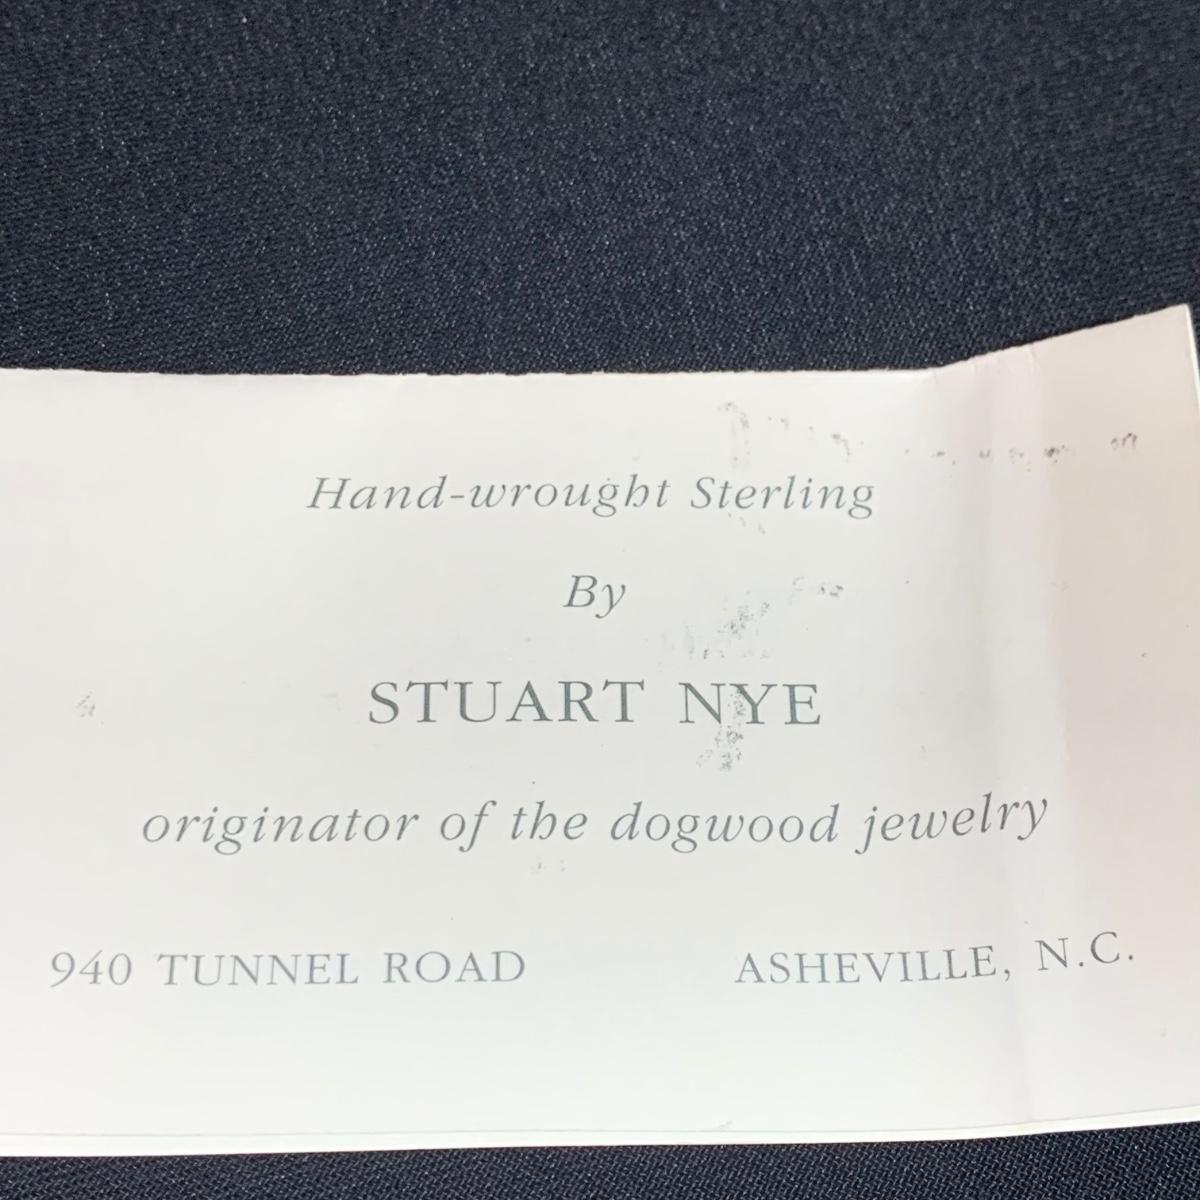 Hand-wrought Sterling
By
STUART NYE
originator of the dogwood jewelry
940 TUNNEL ROAD ASHEVILLE, N.C.